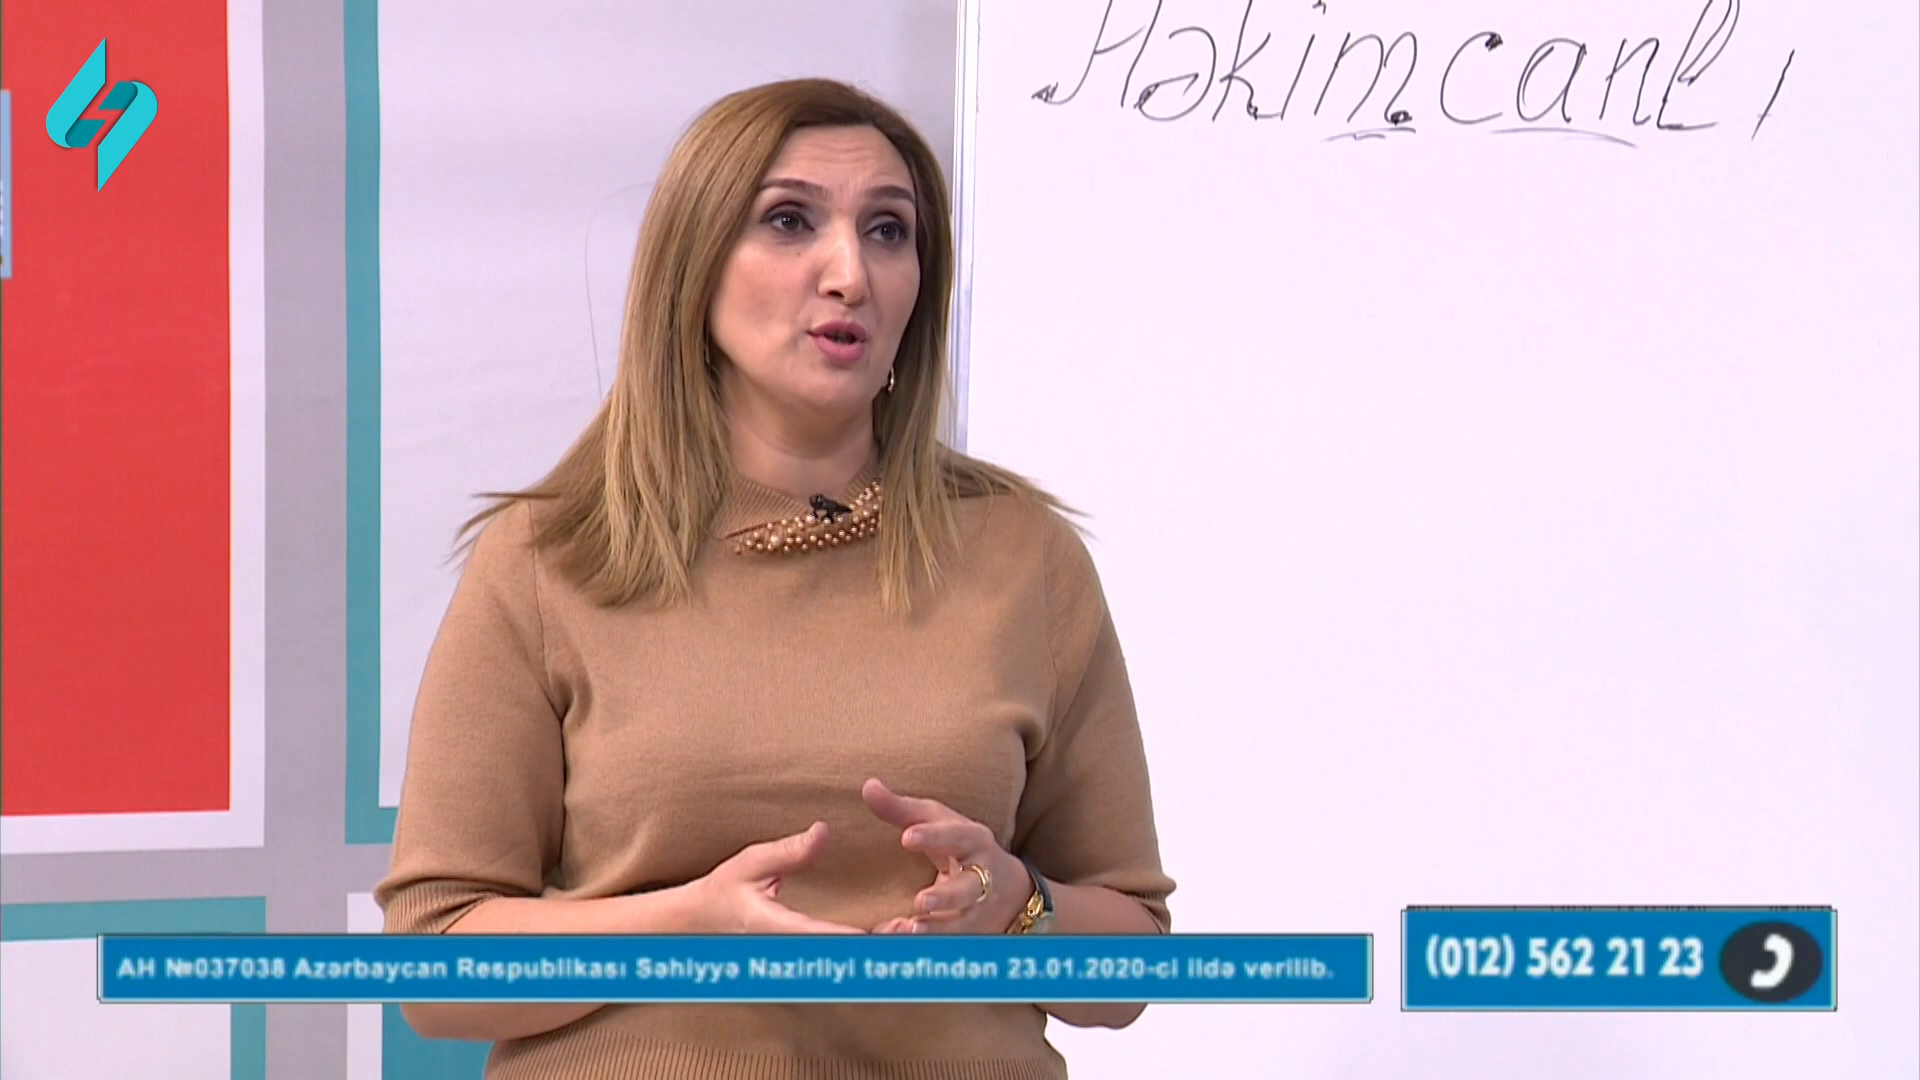 Həkimcanlı
AH №037038 Azərbaycan Respublikası Səhiyyə Nazirliyi tərəfindən 23.01.2020-ci ildə verilib.
(012) 562 21 23